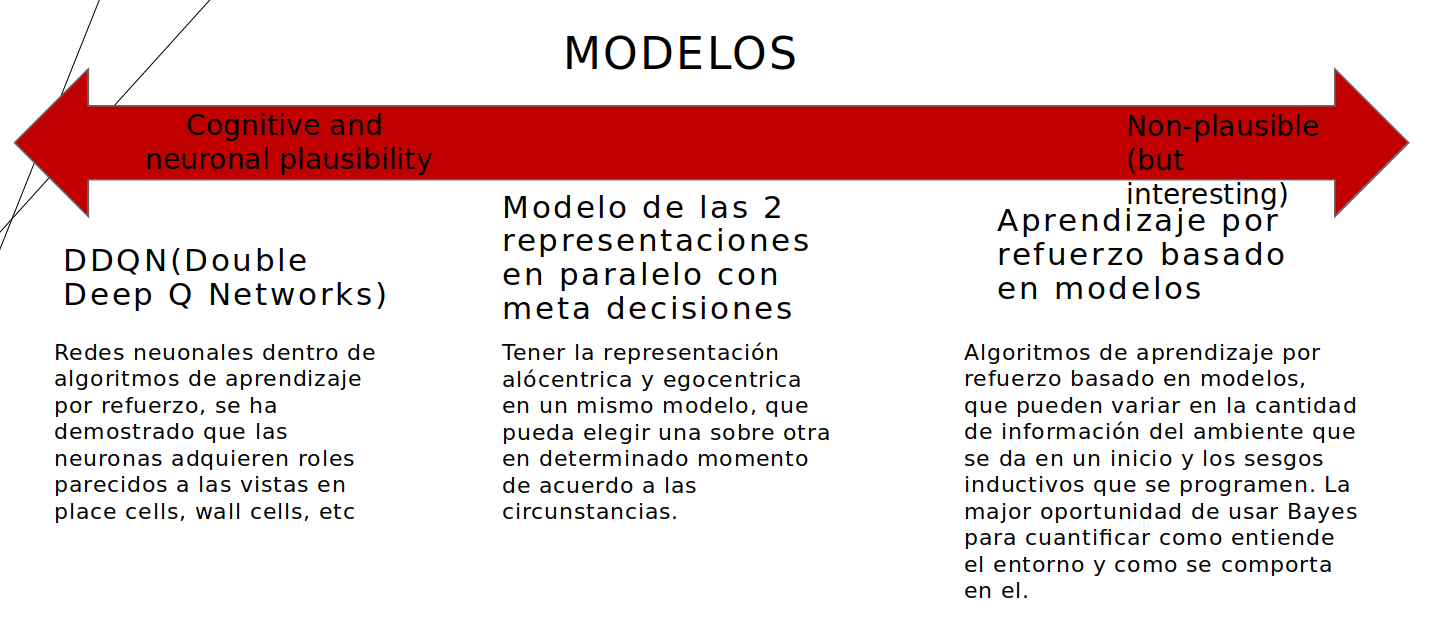 MODELOS
Cognitive and
neuronal plausibility
Non-plausible
(but
interesting)
DDQN(Double
Deep Q Networks)
Redes neuonales dentro de
algoritmos de aprendizaje
por refuerzo, se ha
demostrado que las
neuronas adquieren roles
parecidos a las vistas en
place cells, wall cells, etc
Modelo de las 2
representaciones
en paralelo con
meta decisiones
Tener la representación
alócentrica y egocentrica
en un mismo modelo, que
pueda elegir una sobre otra
en determinado momento
de acuerdo a las
circunstancias.
Aprendizaje por
refuerzo basado
en modelos
Algoritmos de aprendizaje por
refuerzo basado en modelos,
que pueden variar en la cantidad
de información del ambiente que
se da en un inicio y los sesgos
inductivos que se programen. La
major oportunidad de usar Bayes
para cuantificar como entiende
el entorno y como se comporta
en el.